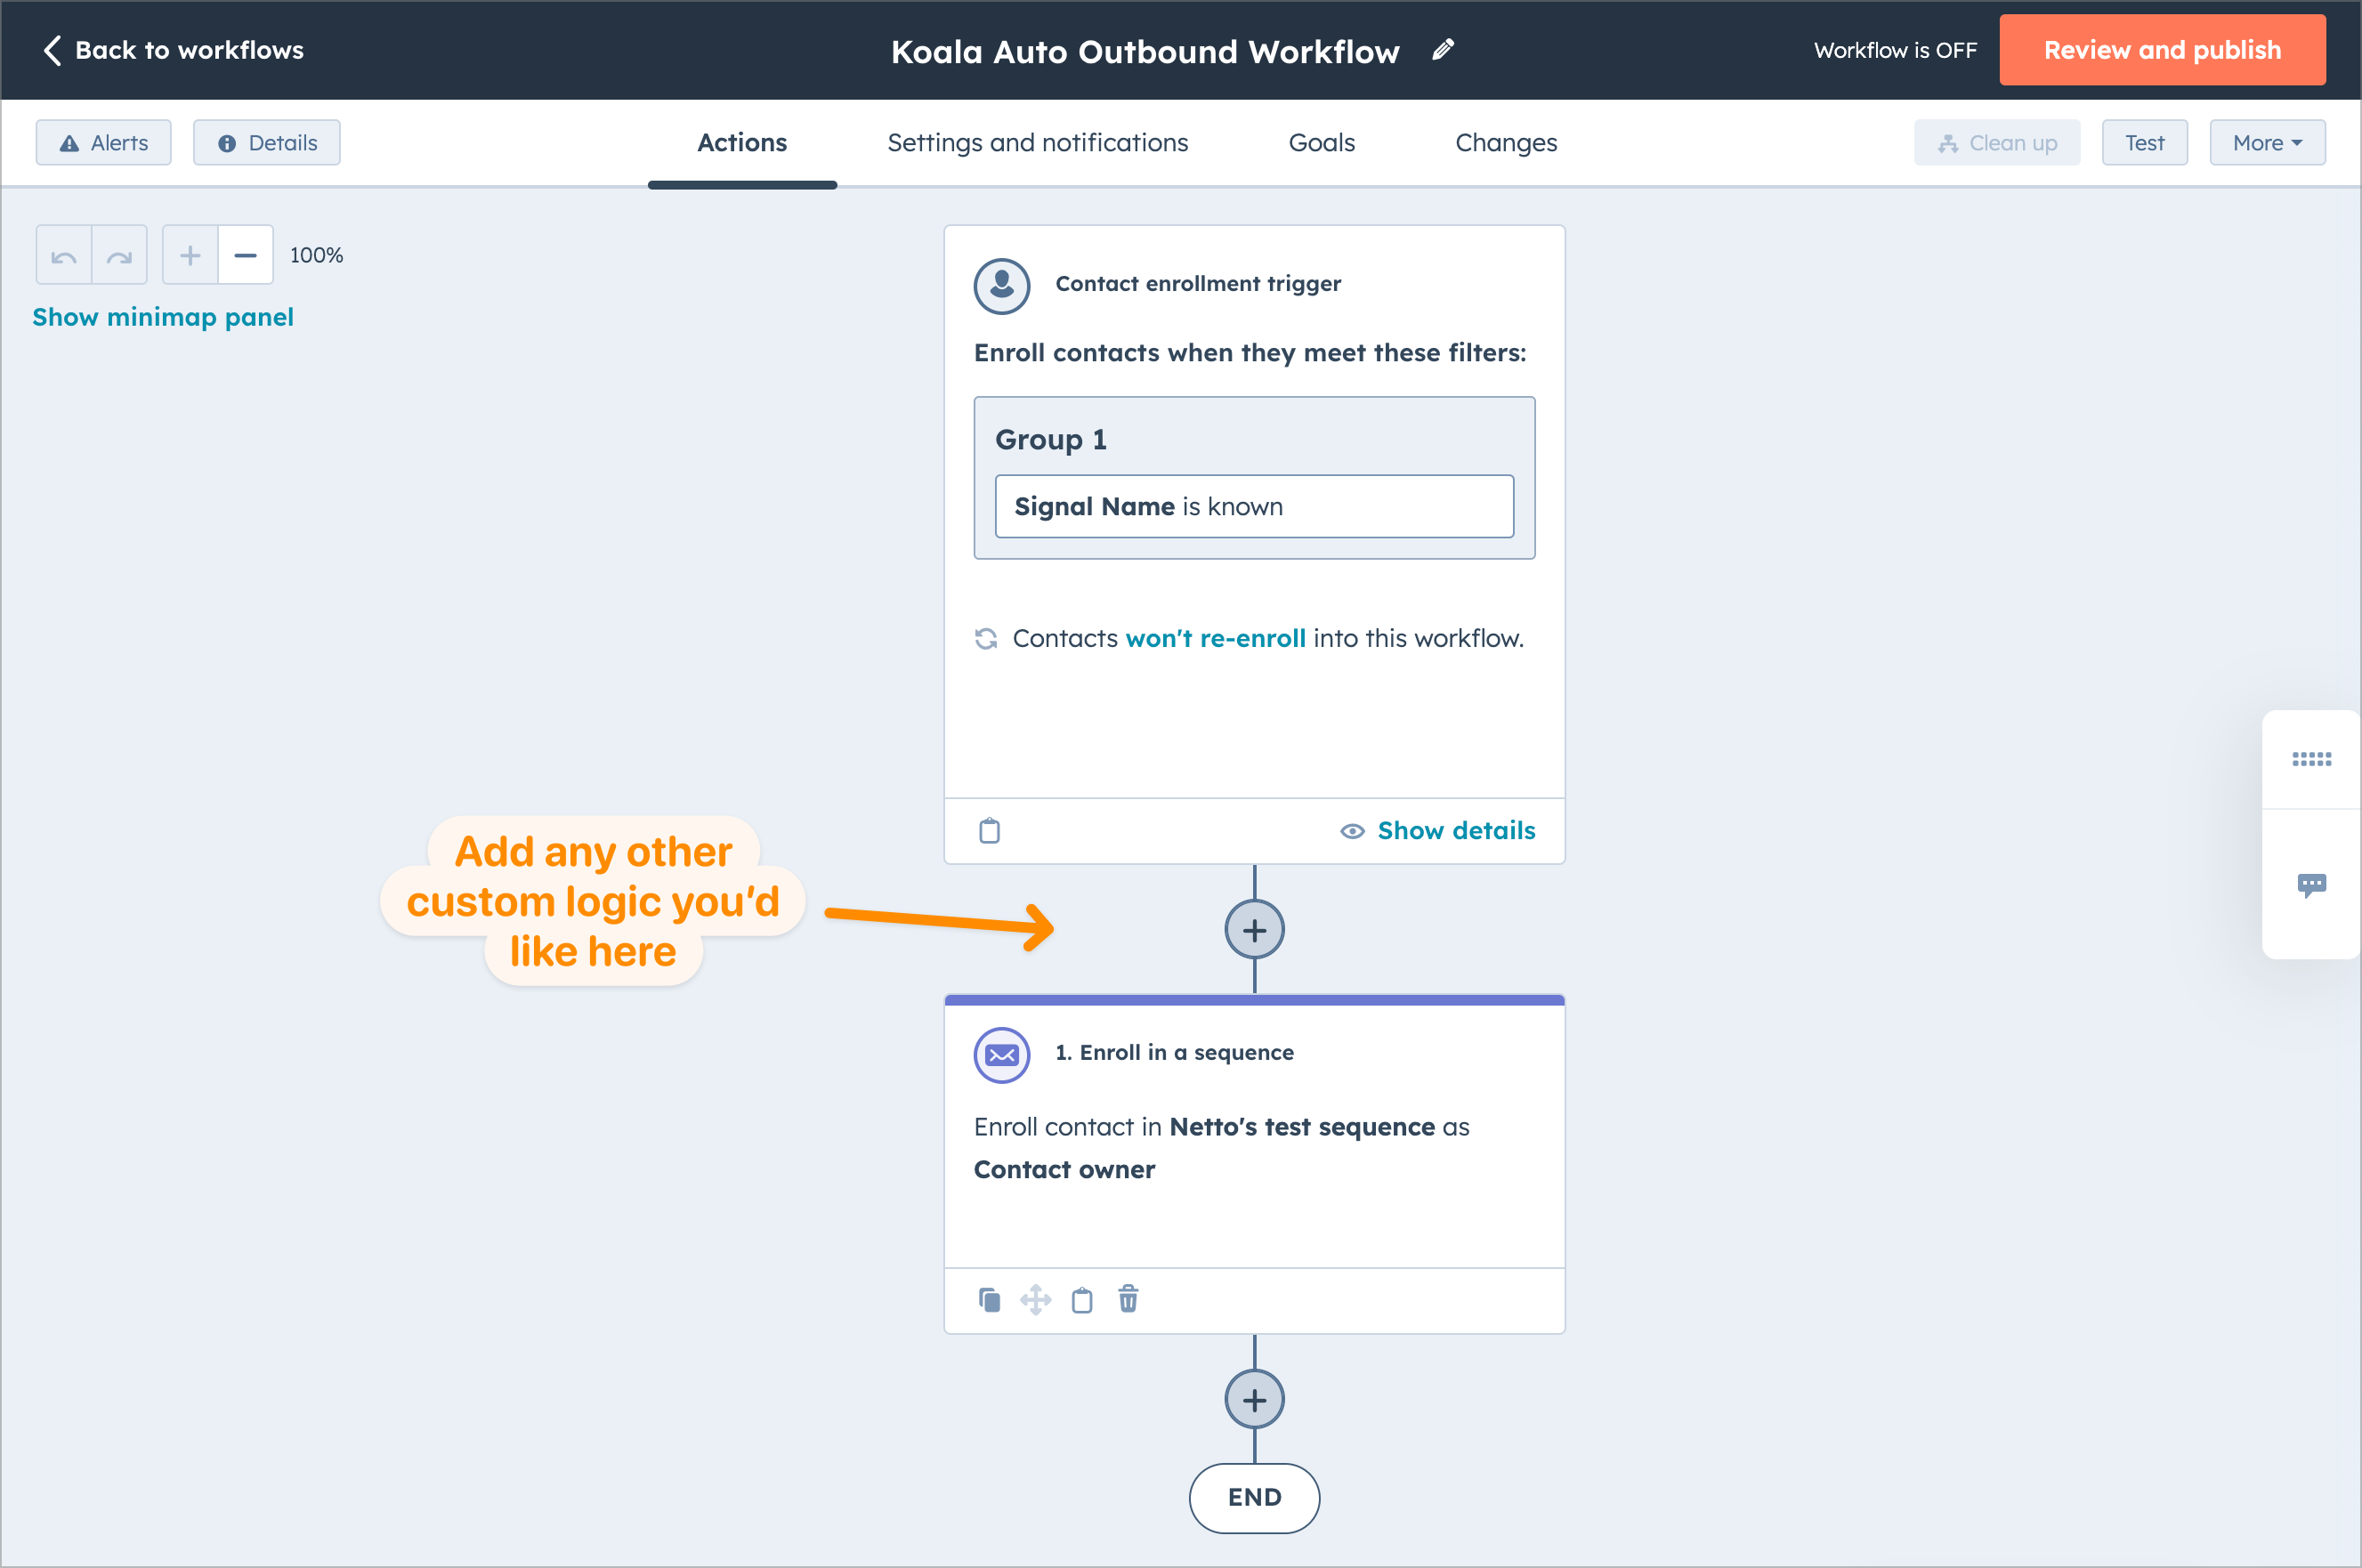 Back to workflows
Koala Auto Outbound Workflow
Workflow is OFF
Review and publish
Alerts
Details
Actions
Settings and notifications
Goals
Changes
Clean up
Test
More
100%
Show minimap panel
Contact enrollment trigger
Enroll contacts when they meet these filters:
Group 1
Signal Name is known
Contacts won't re-enroll into this workflow.
Show details
Add any other
custom logic you'd
like here
1. Enroll in a sequence
Enroll contact in Netto's test sequence as
Contact owner
END